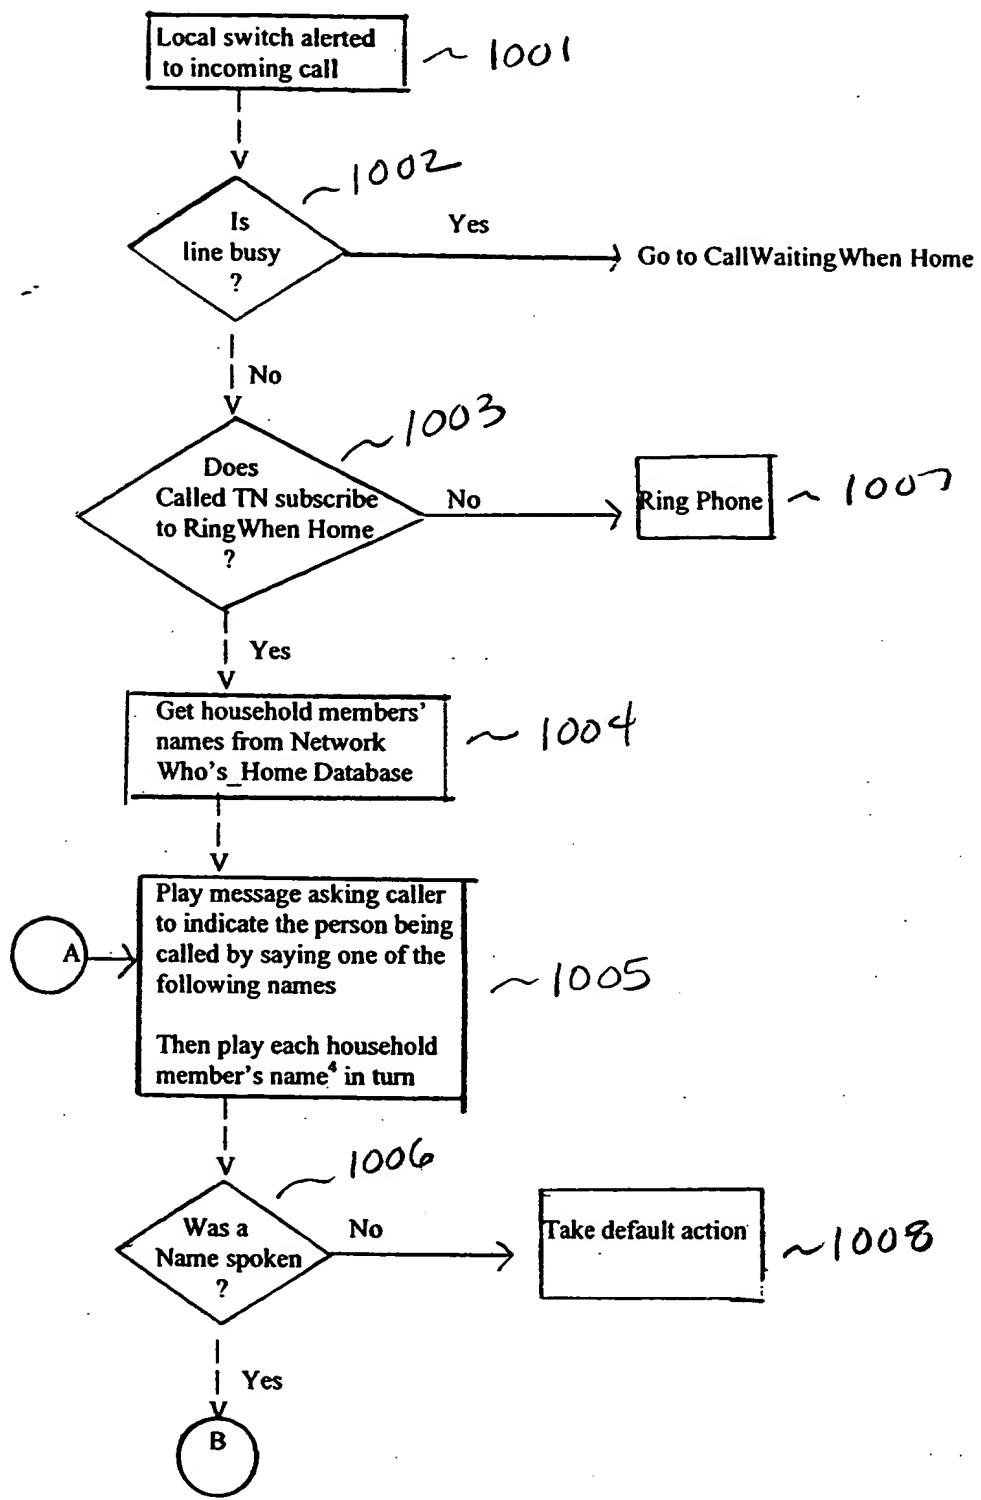 Local switch alerted
to incoming call
~ 1001
1002
Is
line busy
?
Yes
Go to CallWaitingWhen Home
No
1003
Does
Called TN subscribe
to RingWhen Home
?
No
Ring Phone
~ 1007
Yes
Get household members'
names from Network
Who's_Home Database
~ 1004
A
Play message asking caller
to indicate the person being
called by saying one of the
following names
Then play each household
member's name⁴ in turn
~ 1005
1006
Was a
Name spoken
?
No
Take default action
~ 1008
Yes
B